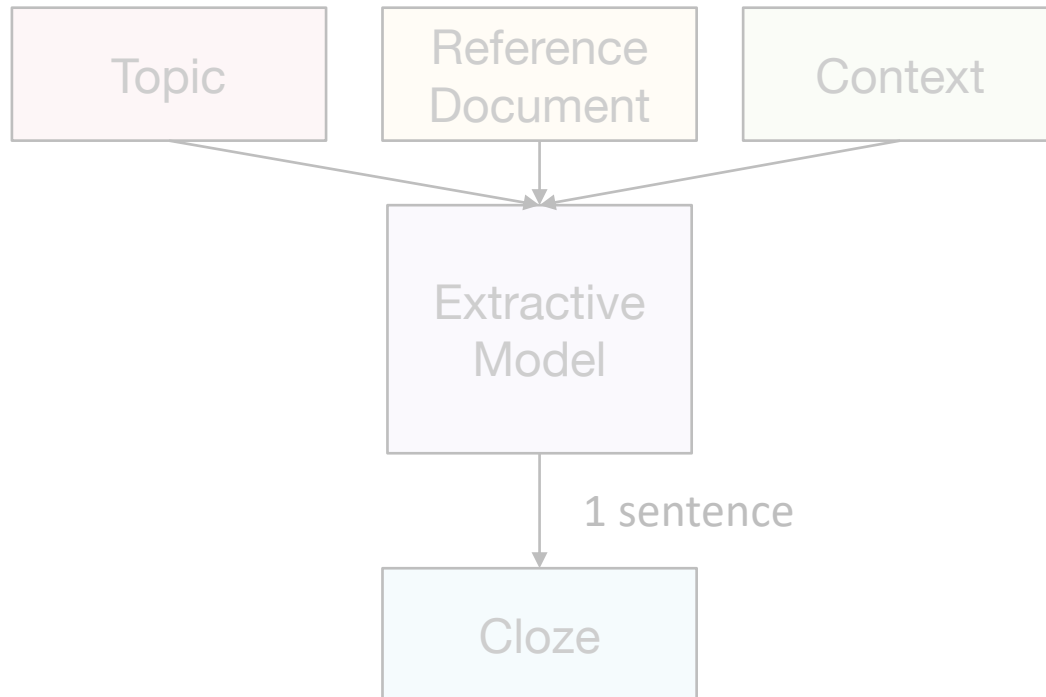 Topic
Reference
Document
Context
Extractive
Model
1 sentence
Cloze